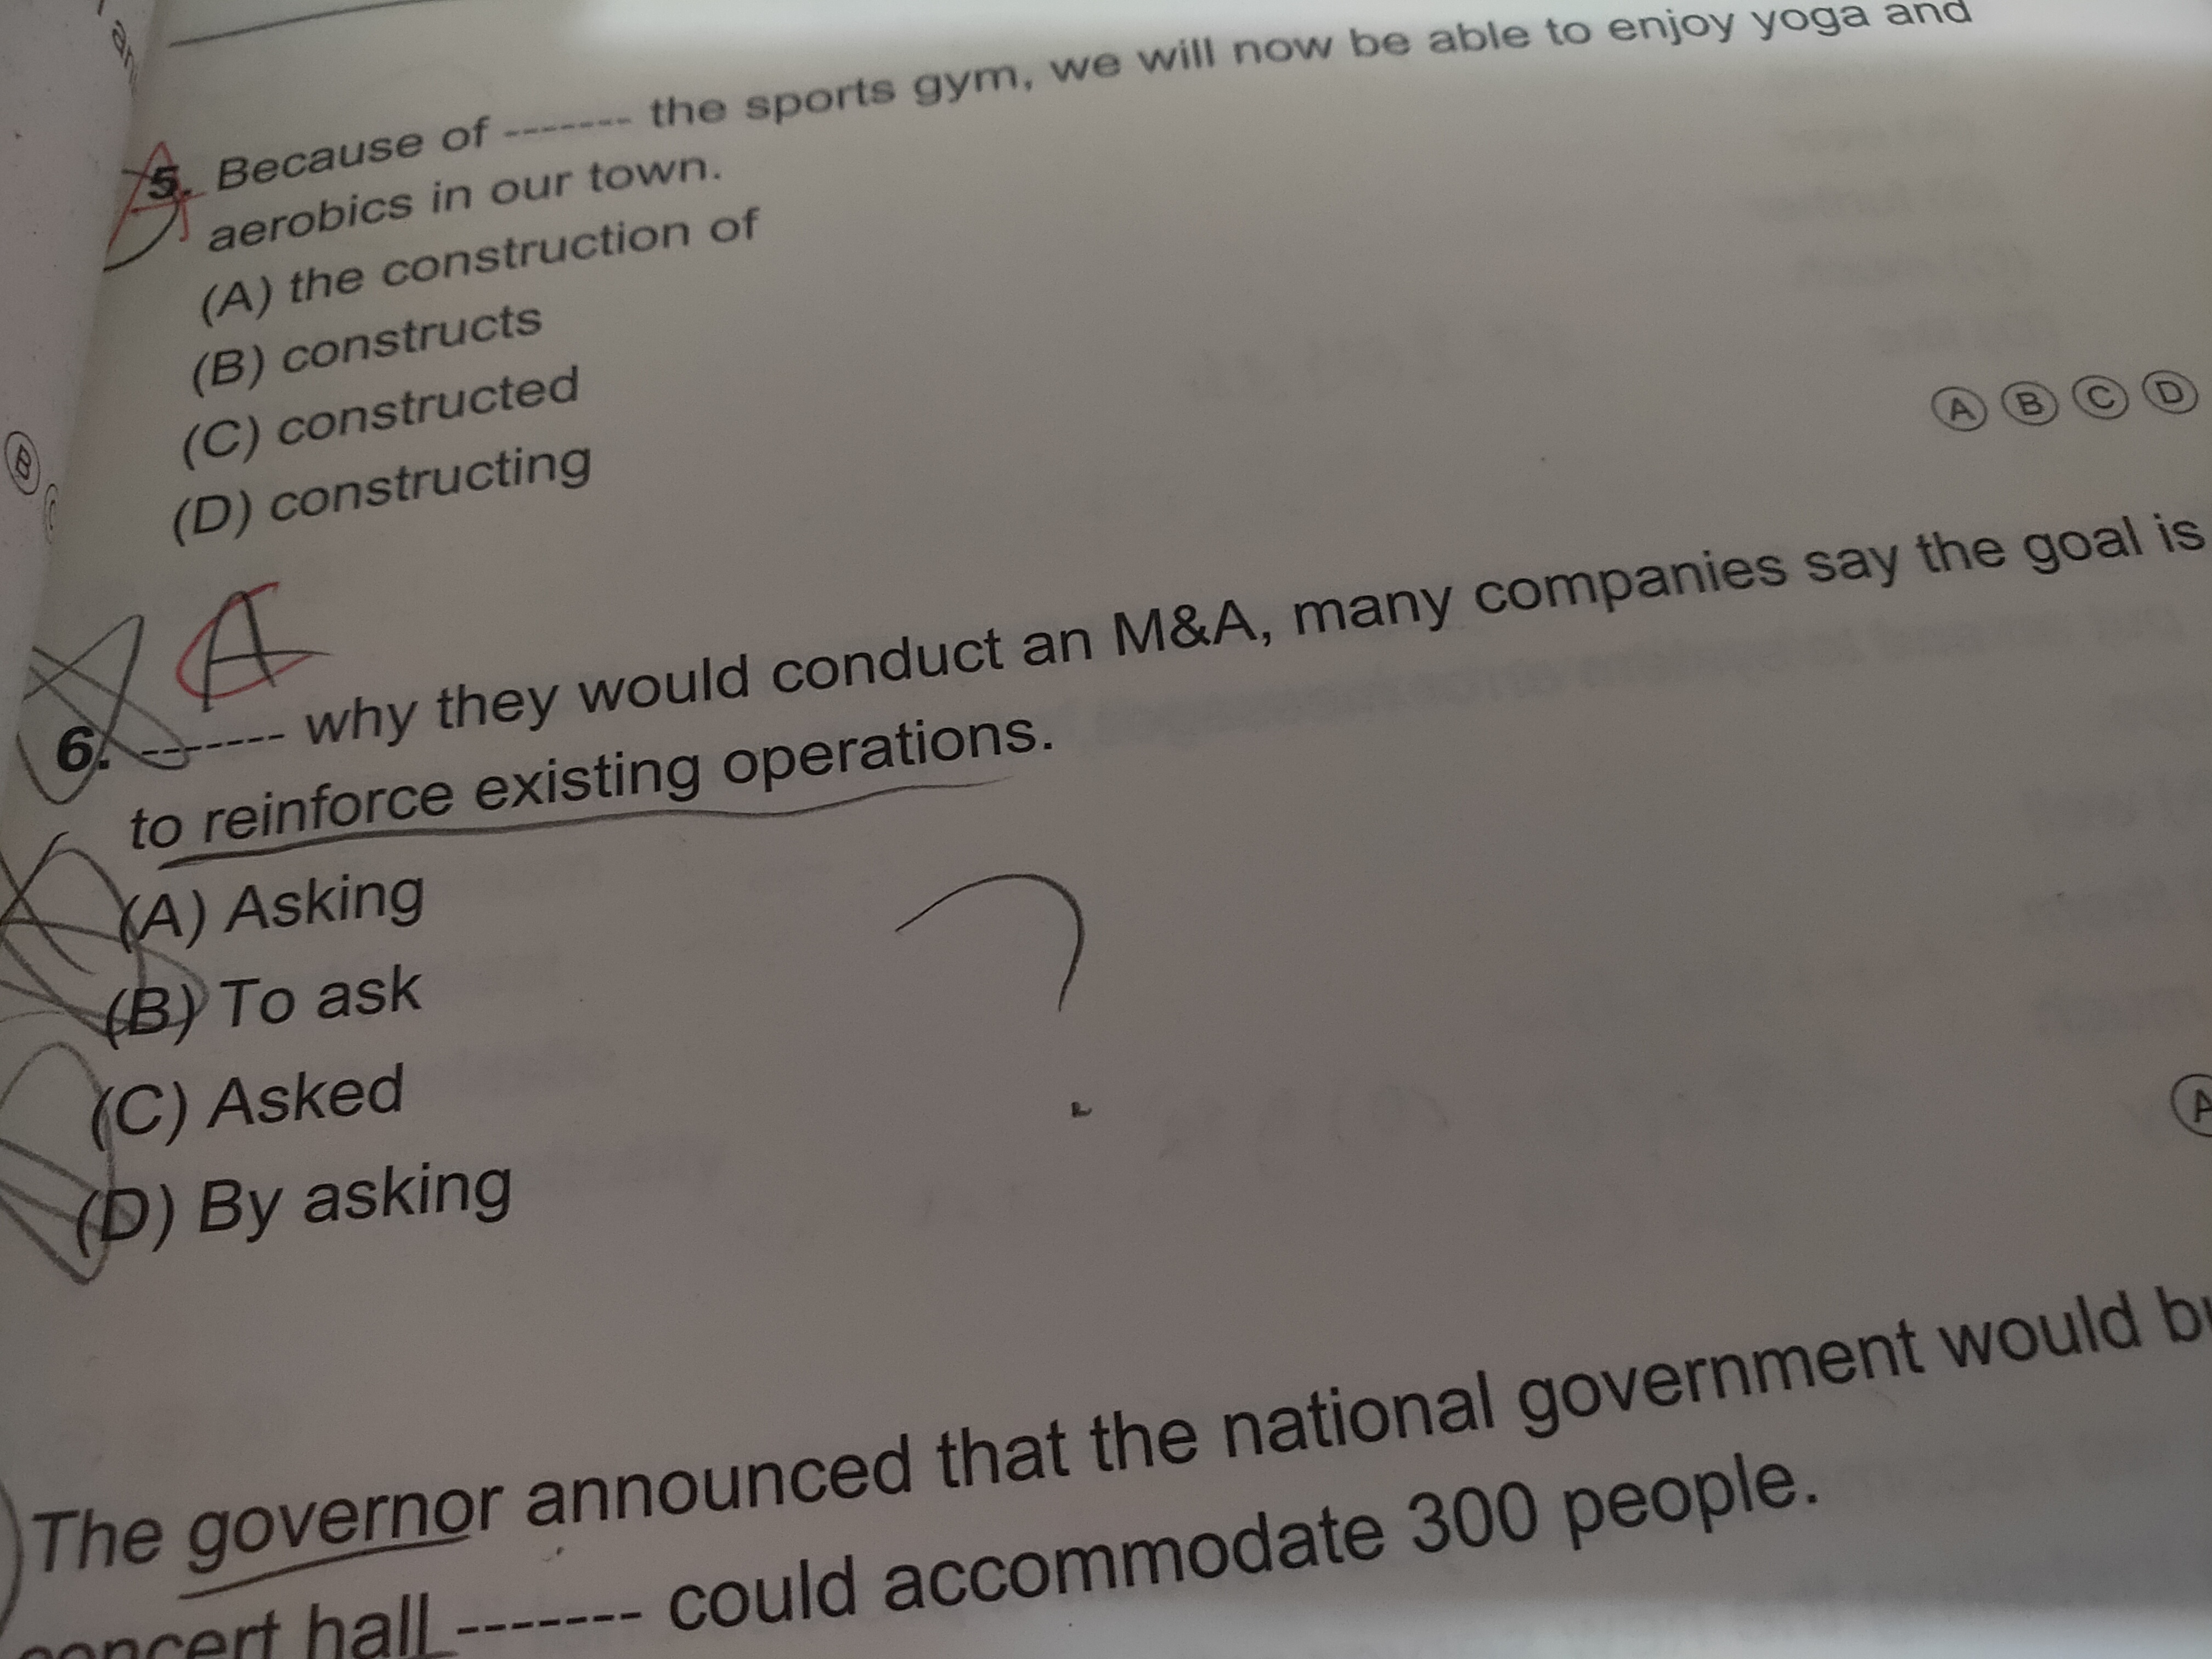 5. Because of ------- the sports gym, we will now be able to enjoy yoga and
aerobics in our town.
(A) the construction of
(B) constructs
(C) constructed
(D) constructing
A B C D
A
6. ------- why they would conduct an M&A, many companies say the goal is
to reinforce existing operations.
(A) Asking
(B) To ask
(C) Asked
(D) By asking
?
A
The governor announced that the national government would
concert hall ------- could accommodate 300 people.
B